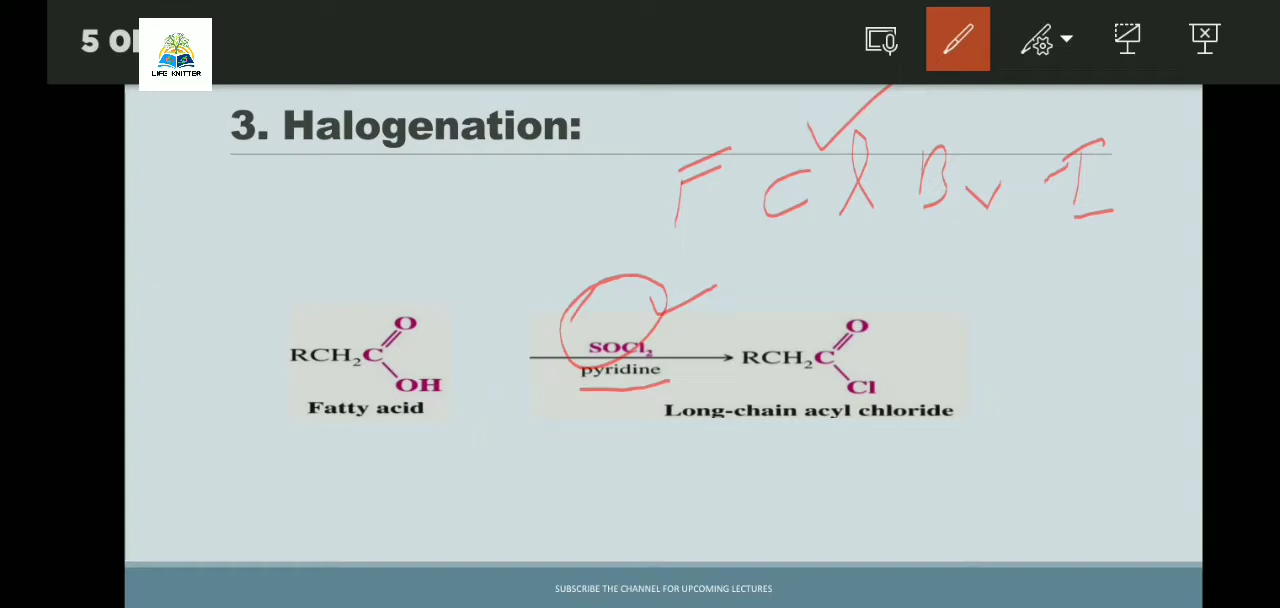 5 O
LIFE KNITTER
3. Halogenation:
F Cl Br I
O
RCH₂C
OH
Fatty acid
SOCl₂
pyridine
O
RCH₂C
Cl
Long-chain acyl chloride
SUBSCRIBE THE CHANNEL FOR UPCOMING LECTURES